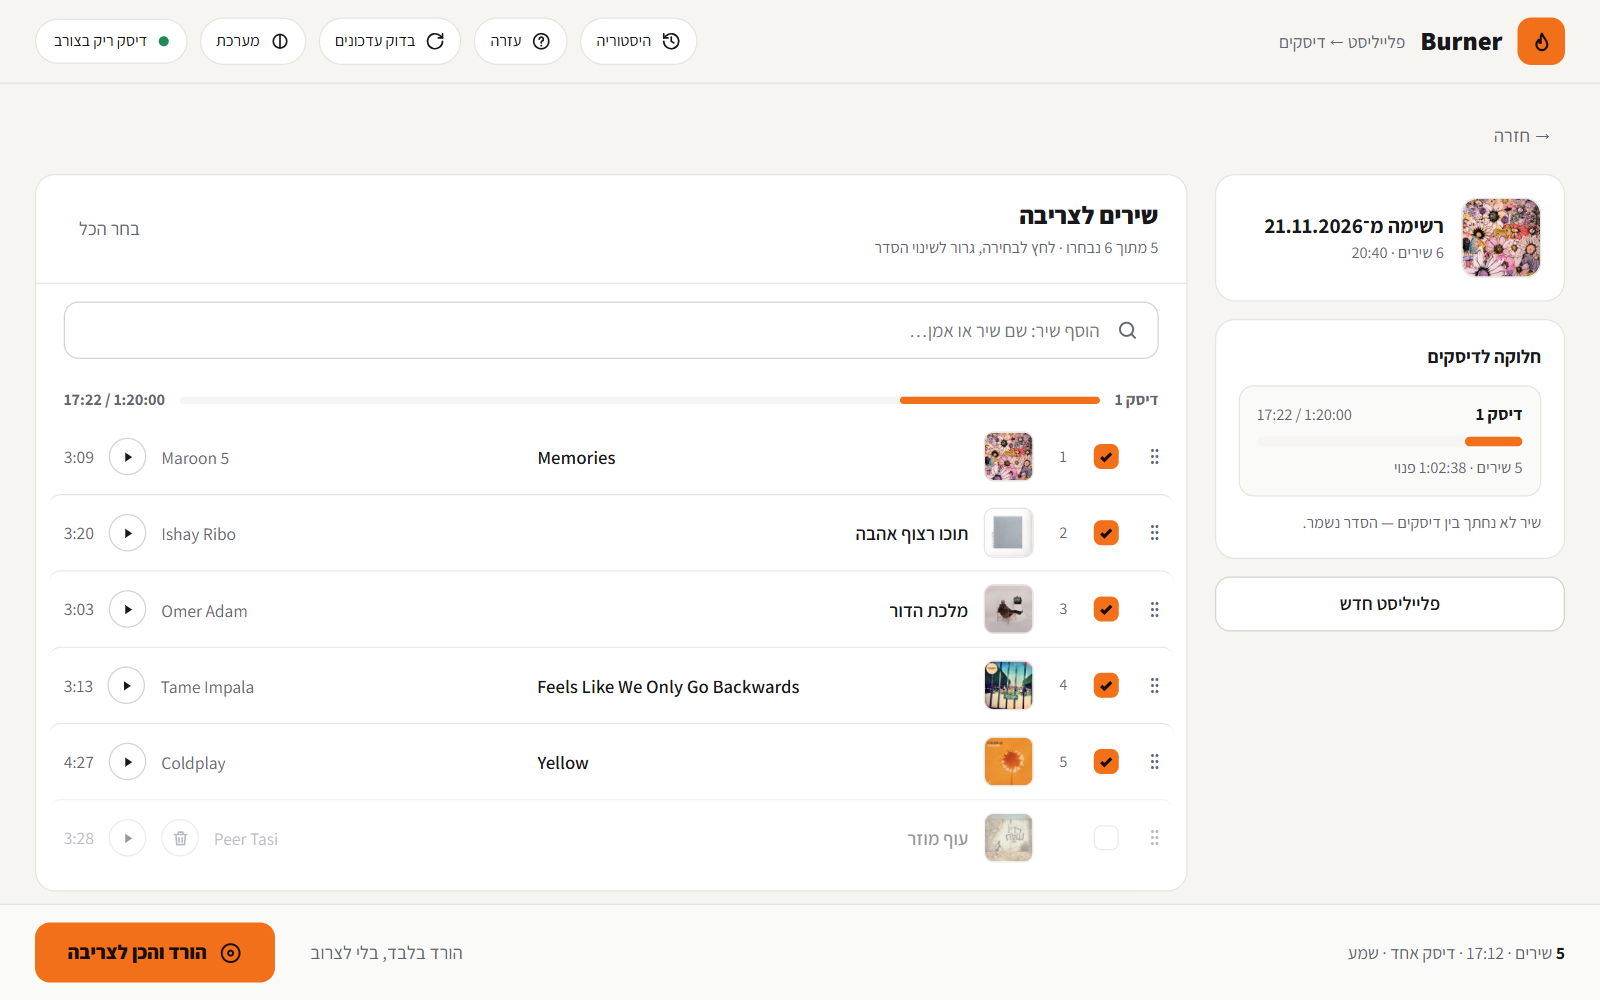 Burner
פלייליסט ← דיסקים
היסטוריה
עזרה
בדוק עדכונים
מערכת
דיסק ריק בצורב
→ חזרה
רשימה מ־21.11.2026
6 שירים · 20:40
חלוקה לדיסקים
דיסק 1
17:22 / 1:20:00
5 שירים · 1:02:38 פנוי
שיר לא נחתך בין דיסקים — הסדר נשמר.
פלייליסט חדש
שירים לצריבה
5 מתוך 6 נבחרו · לחץ לבחירה, גרור לשינוי הסדר
בחר הכל
הוסף שיר: שם שיר או אמן…
דיסק 1
17:22 / 1:20:00
1 Memories Maroon 5 3:09
2 תוכו רצוף אהבה Ishay Ribo 3:20
3 מלכת הדור Omer Adam 3:03
4 Feels Like We Only Go Backwards Tame Impala 3:13
5 Yellow Coldplay 4:27
עוף מוזר Peer Tasi 3:28
5 שירים · 17:12 · דיסק אחד · שמע
הורד בלבד, בלי לצרוב
הורד והכן לצריבה